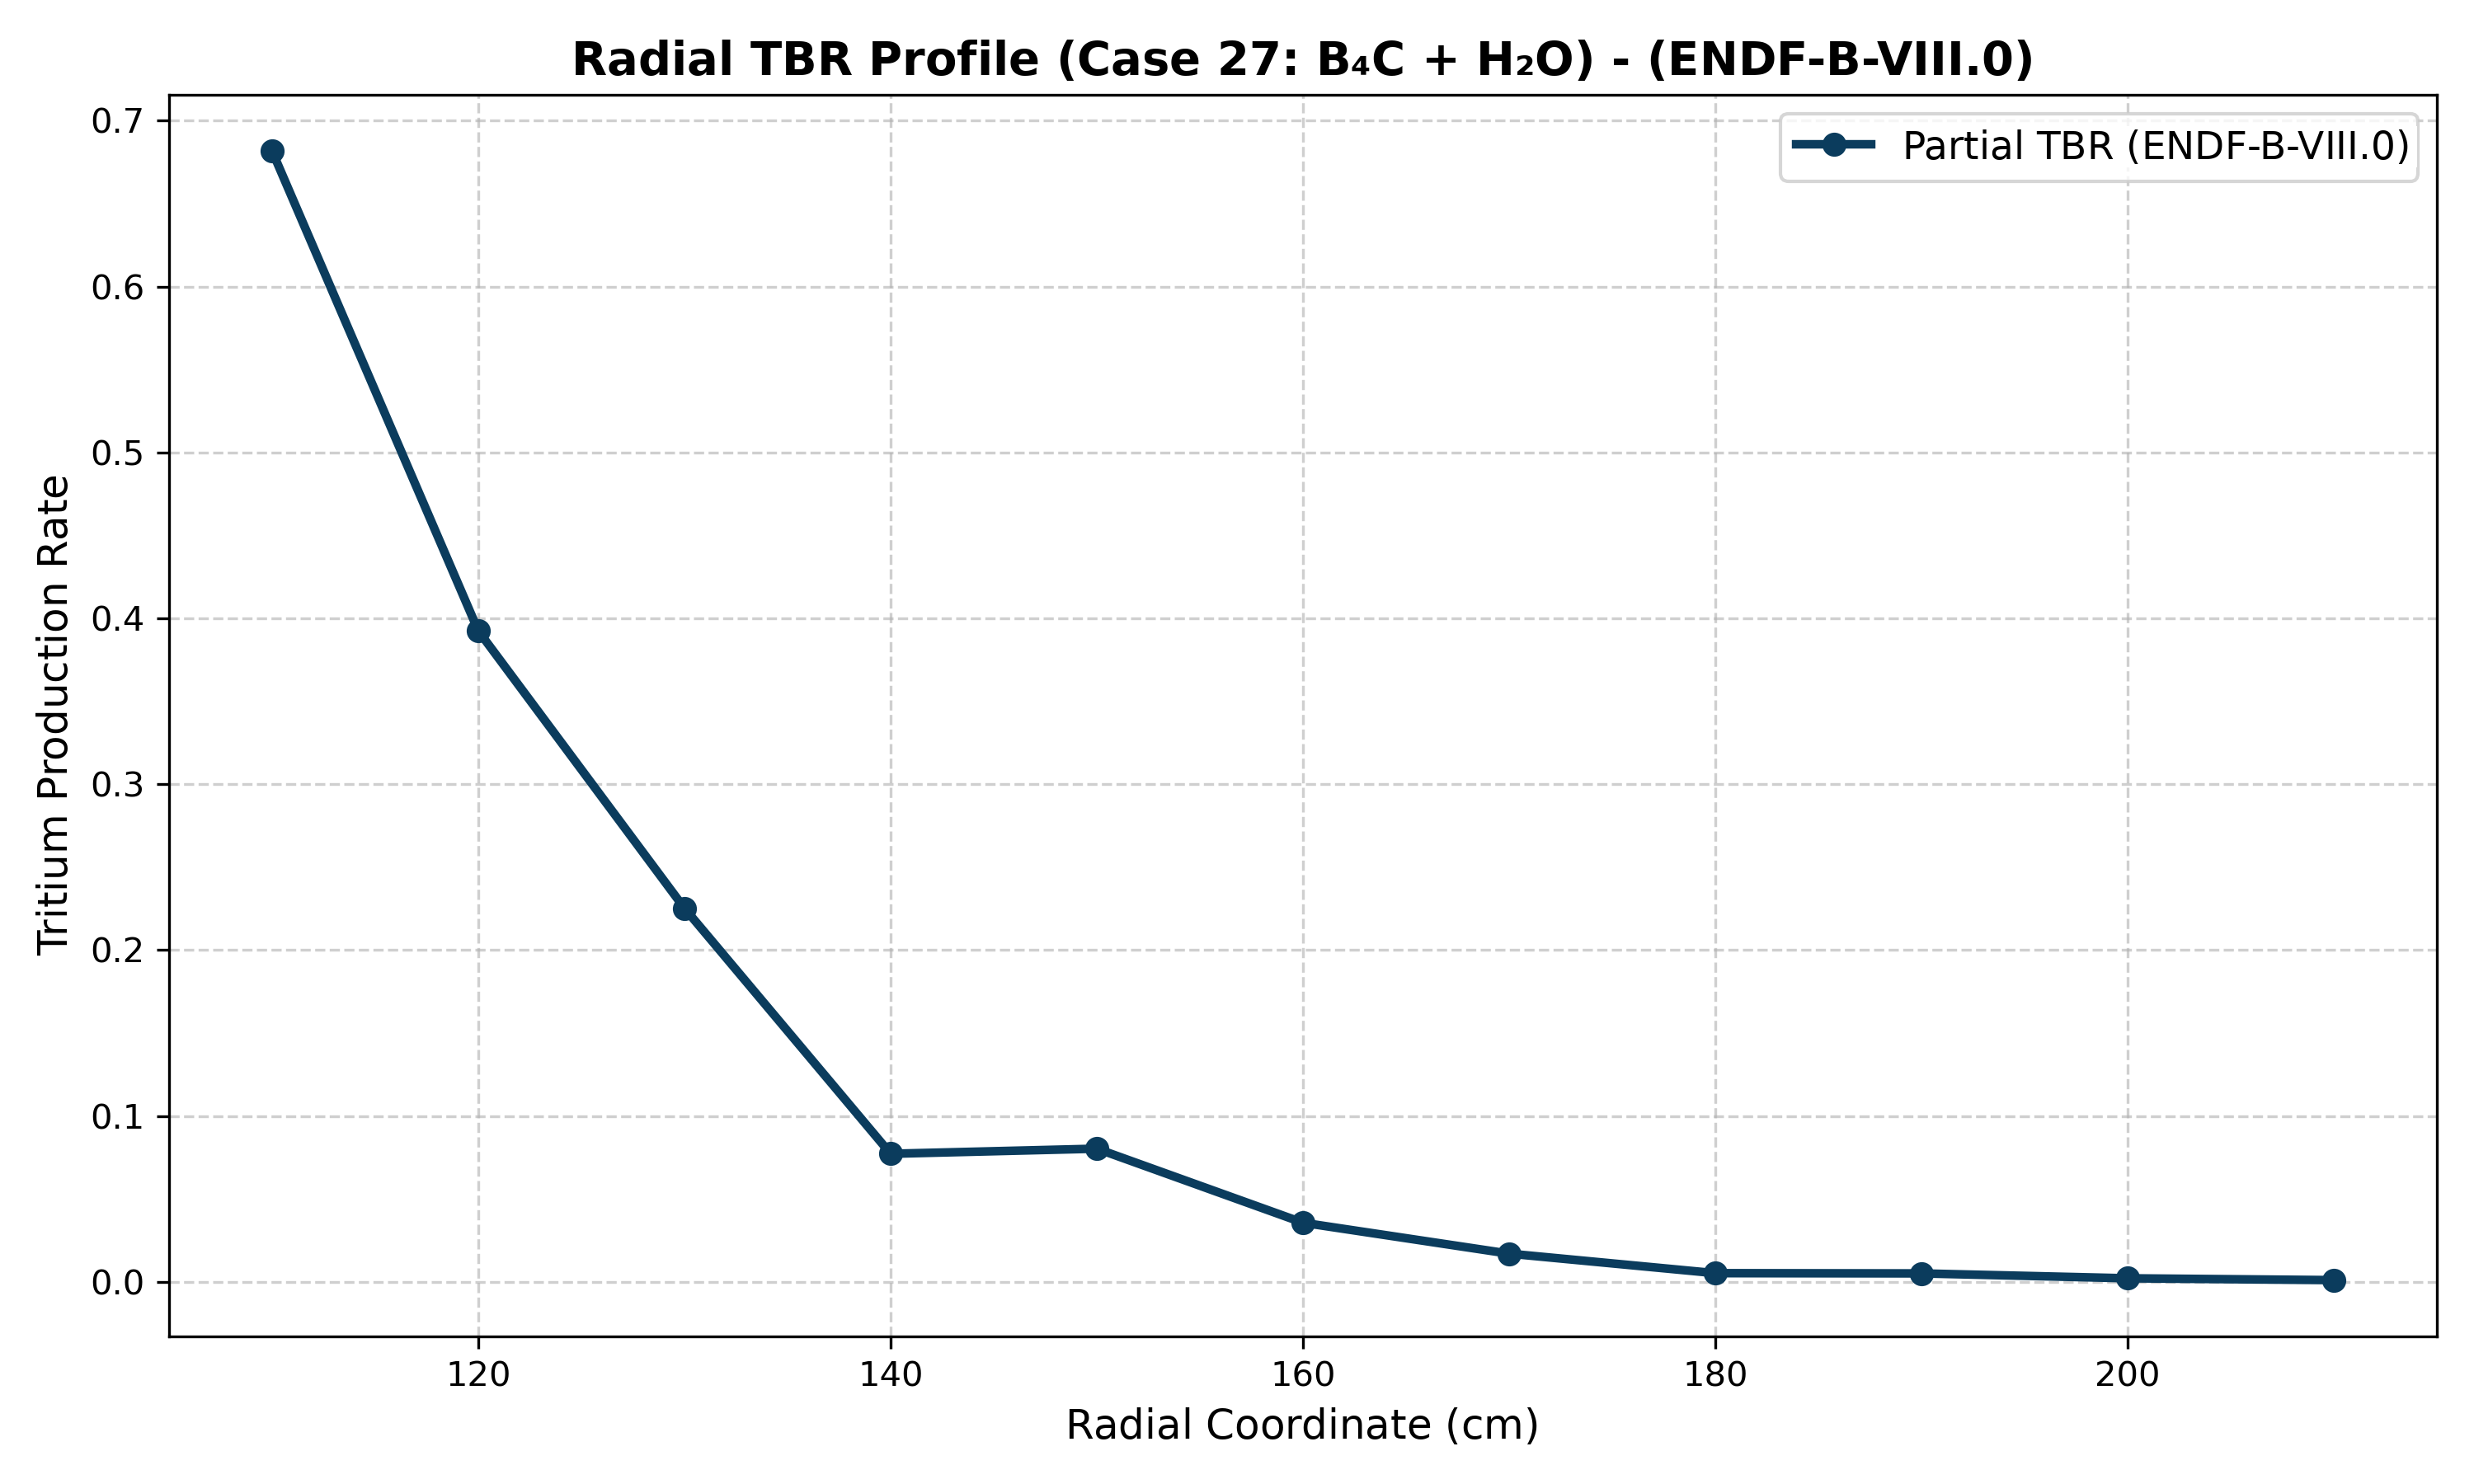 Radial TBR Profile (Case 27: B₄C + H₂O) - (ENDF-B-VIII.0)
Partial TBR (ENDF-B-VIII.0)
Tritium Production Rate
0.7
0.6
0.5
0.4
0.3
0.2
0.1
0.0
120 140 160 180 200
Radial Coordinate (cm)